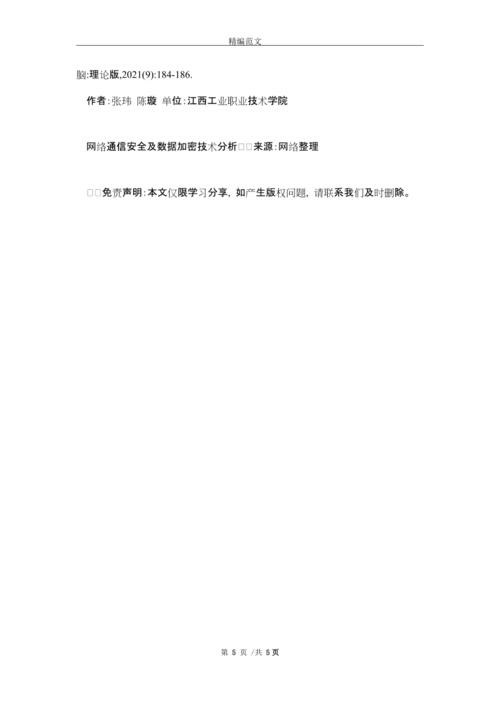 精编范文
脑:理论版,2021(9):184-186.
作者:张玮 陈璇 单位:江西工业职业技术学院
网络通信安全及数据加密技术分析□□来源:网络整理
□□免责声明:本文仅限学习分享,如产生版权问题,请联系我们及时删除。
第 5 页 /共 5 页